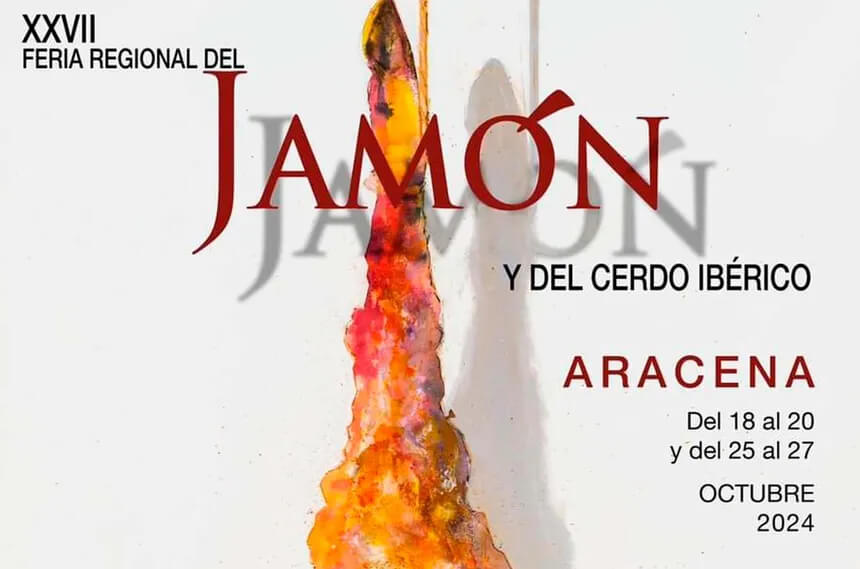 XXVII
FERIA REGIONAL DEL
JAMÓN
Y DEL CERDO IBÉRICO
ARACENA
Del 18 al 20
y del 25 al 27
OCTUBRE
2024